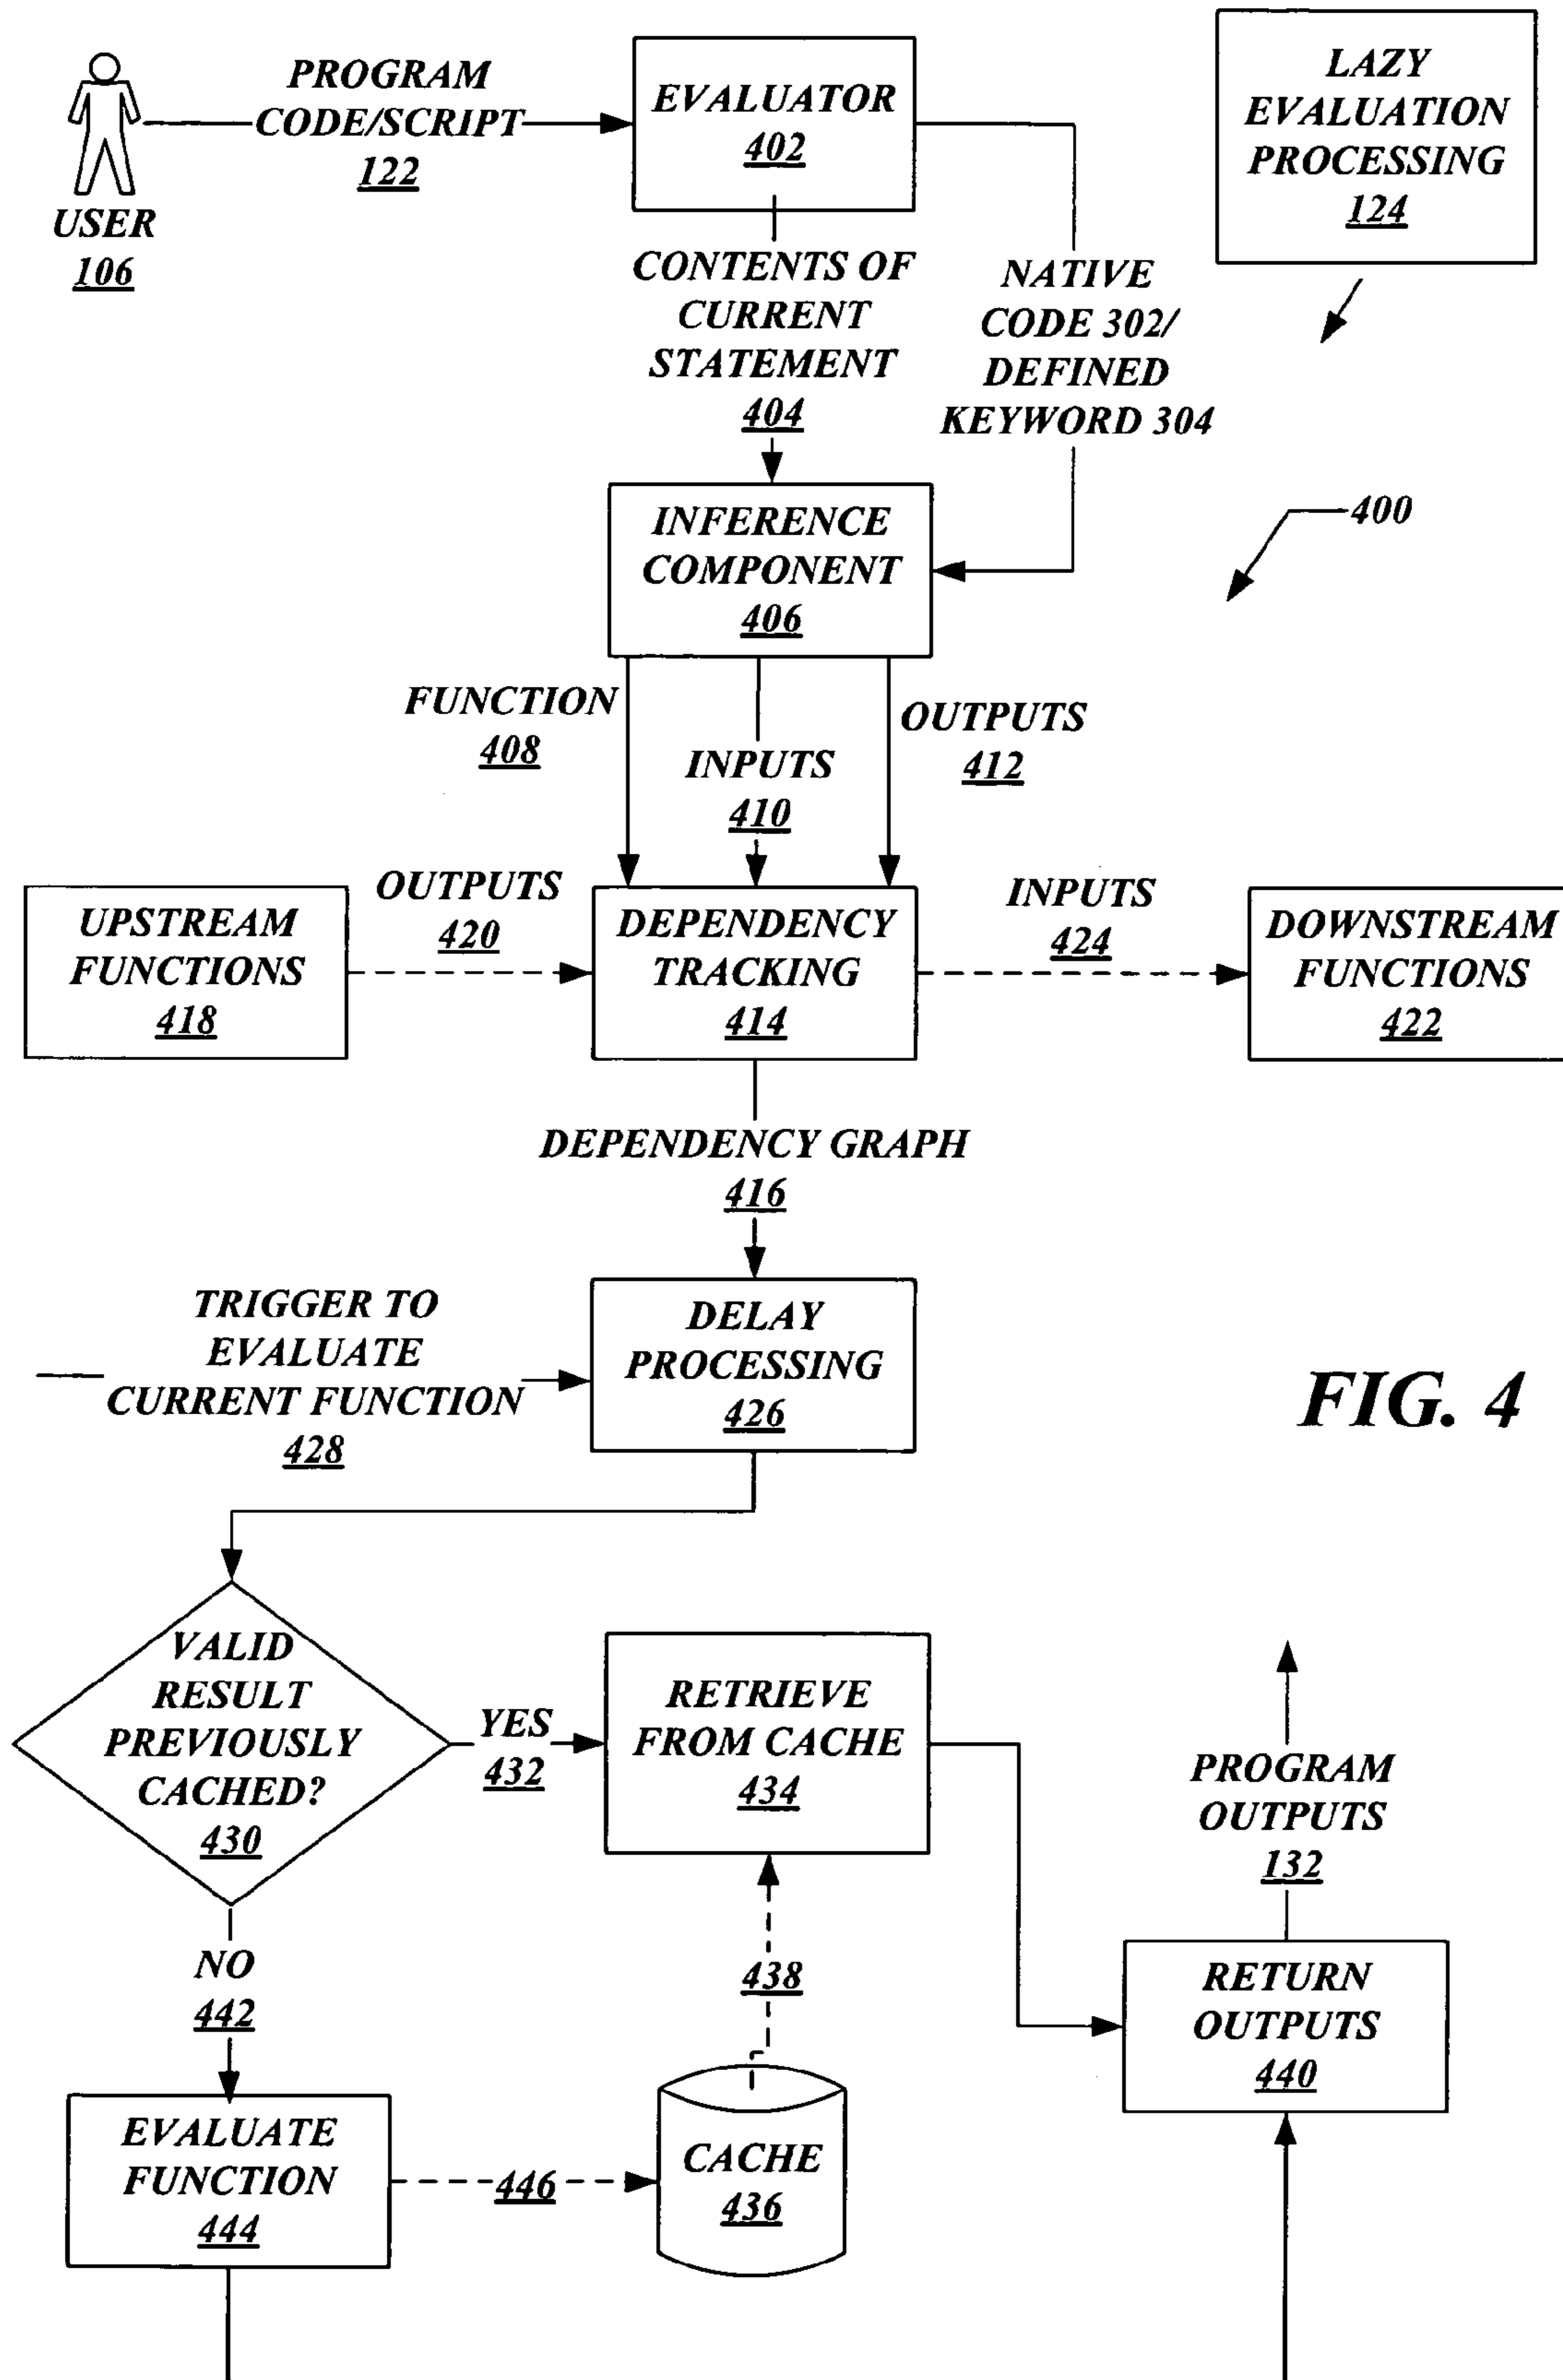 PROGRAM
CODE/SCRIPT
122
USER
106
EVALUATOR
402
LAZY
EVALUATION
PROCESSING
124
CONTENTS OF
CURRENT
STATEMENT
404
NATIVE
CODE 302/
DEFINED
KEYWORD 304
INFERENCE
COMPONENT
406
400
FUNCTION
408
INPUTS
410
OUTPUTS
412
UPSTREAM
FUNCTIONS
418
OUTPUTS
420
DEPENDENCY
TRACKING
414
INPUTS
424
DOWNSTREAM
FUNCTIONS
422
DEPENDENCY GRAPH
416
TRIGGER TO
EVALUATE
CURRENT FUNCTION
428
DELAY
PROCESSING
426
FIG. 4
VALID
RESULT
PREVIOUSLY
CACHED?
430
YES
432
RETRIEVE
FROM CACHE
434
PROGRAM
OUTPUTS
132
NO
442
438
RETURN
OUTPUTS
440
EVALUATE
FUNCTION
444
446
CACHE
436